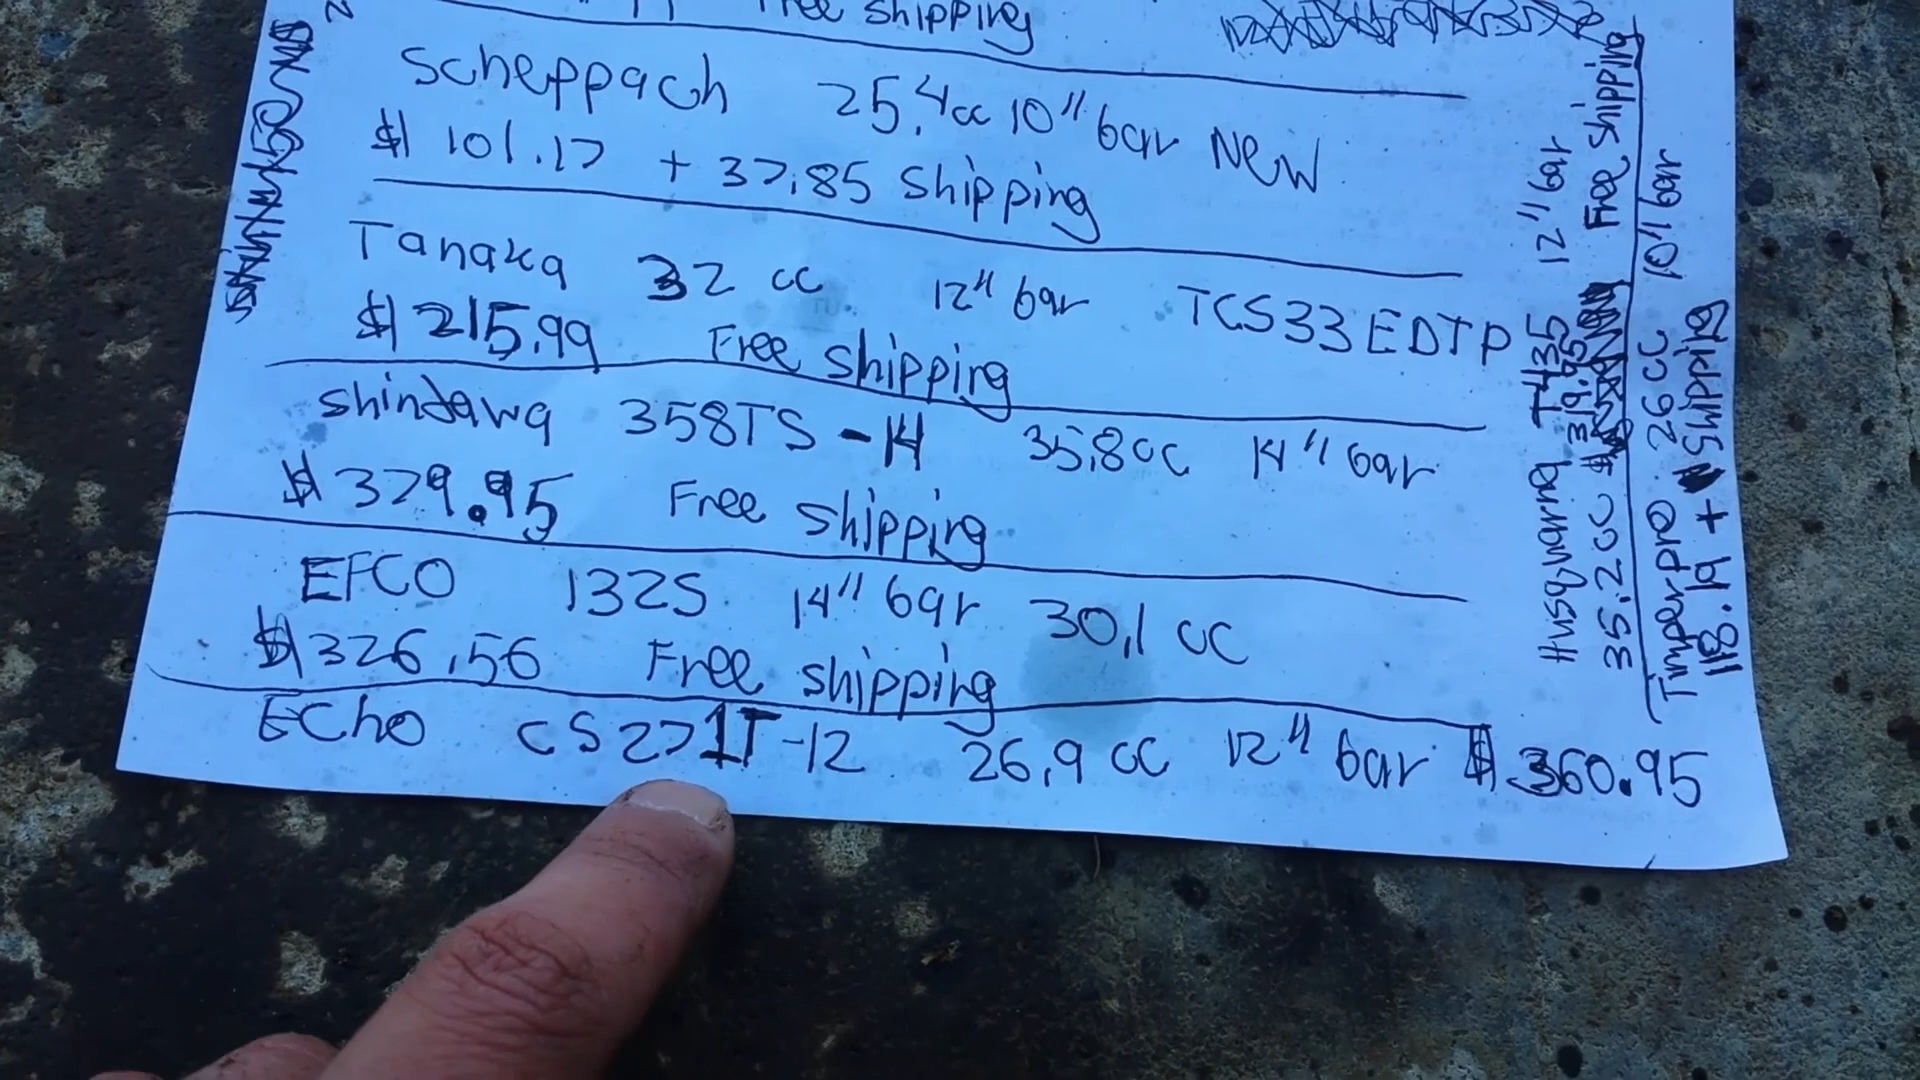 Free Shipping
Scheppach 25.4cc 10" bar New
$101.17 + 37.85 Shipping
Tanaka 32 cc 12" bar TCS33EDTP
$215.99 Free Shipping
Shindawa 358TS-14 35.8cc 14" bar
$379.95 Free Shipping
EFCO 132S 14" bar 30.1 cc
$326.56 Free Shipping
Echo CS271T-12 26.9 cc 12" bar $360.95
Husqvarna T435 12" bar
35.2cc $319.95 Free Shipping
Timberpro 26cc 10" bar
118.19 + Shipping